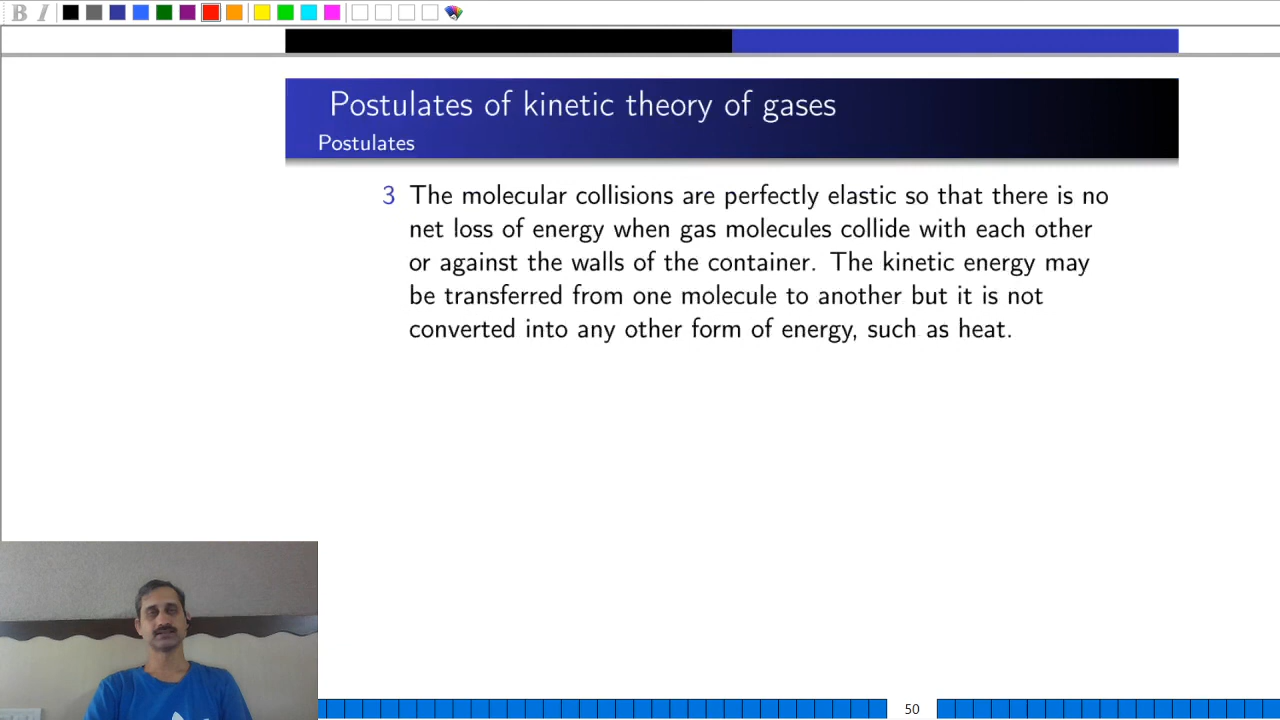 B I
Postulates of kinetic theory of gases
Postulates
3 The molecular collisions are perfectly elastic so that there is no
net loss of energy when gas molecules collide with each other
or against the walls of the container. The kinetic energy may
be transferred from one molecule to another but it is not
converted into any other form of energy, such as heat.
50